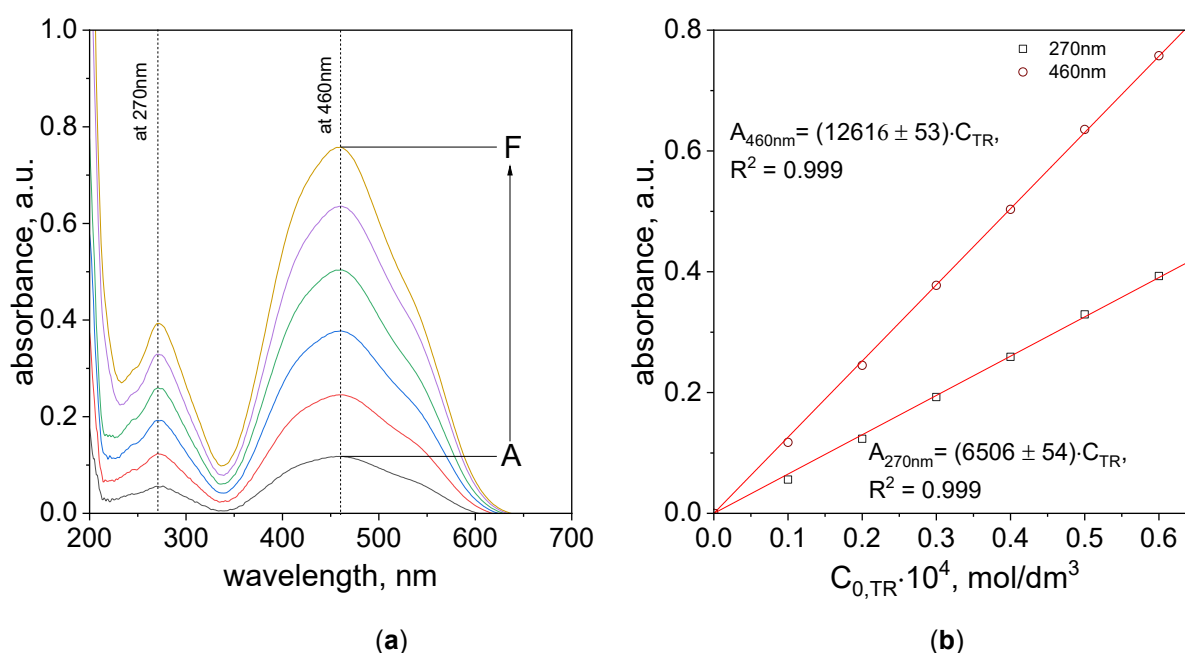 1.0
0.8
0.6
0.4
0.2
0.0
absorbance, a.u.
at 270nm
at 460nm
F
A
200 300 400 500 600 700
wavelength, nm
(a)
0.8
0.6
0.4
0.2
0.0
absorbance, a.u.
270nm
460nm
A460nm= (12616 ± 53)·CTR,
R² = 0.999
A270nm= (6506 ± 54)·CTR,
R² = 0.999
0.0 0.1 0.2 0.3 0.4 0.5 0.6
C0,TR·10⁴, mol/dm³
(b)